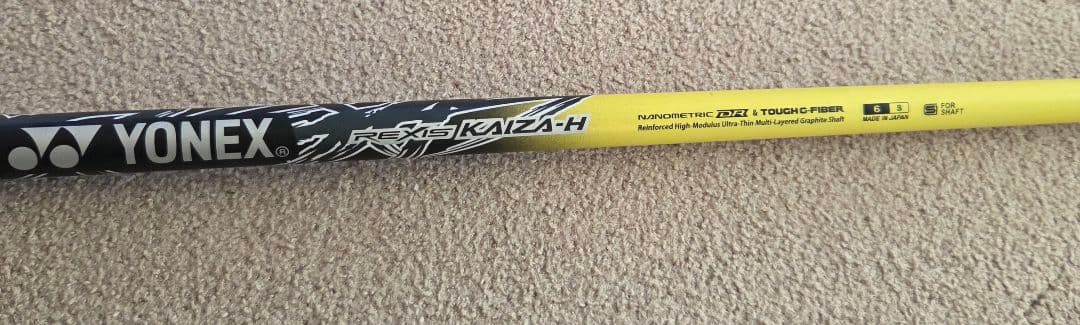 YONEX®
REXIS KAIZA-H
NANOMETRIC DR & TOUGH G-FIBER
Reinforced High-Modulus Ultra-Thin Multi-Layered Graphite Shaft
6 S
MADE IN JAPAN
S FOR
SHAFT